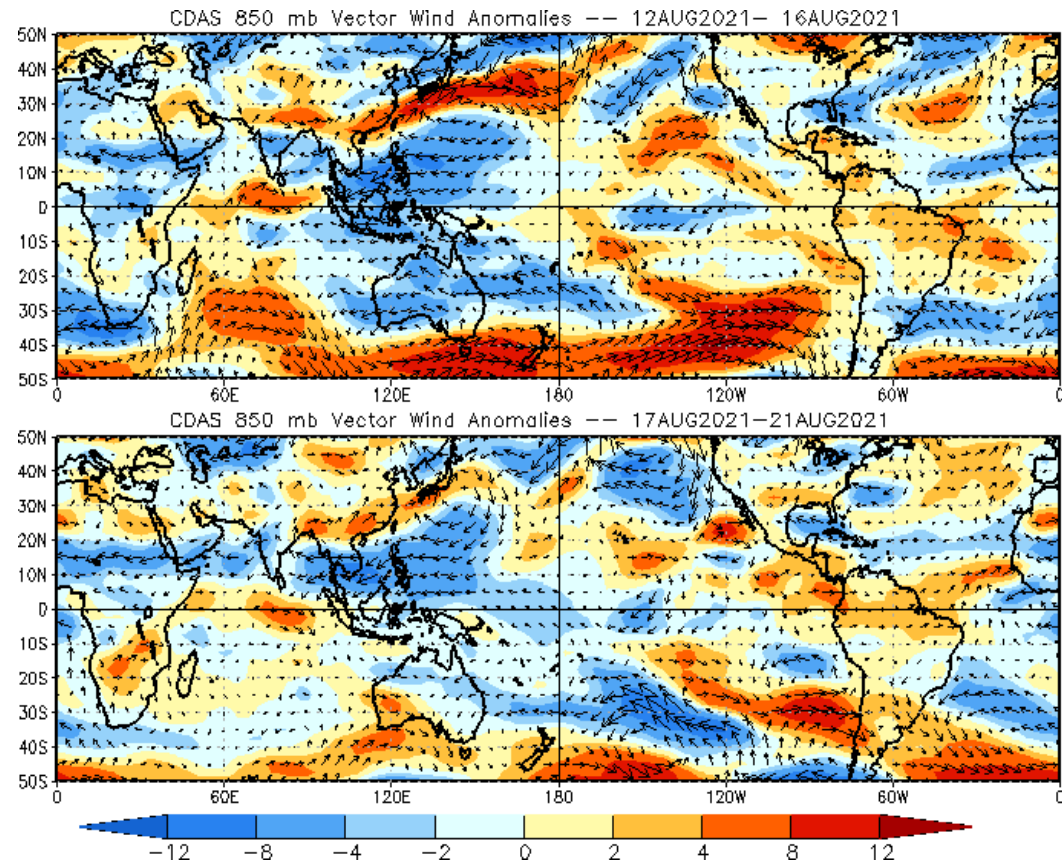 CDAS 850 mb Vector Wind Anomalies -- 12AUG2021- 16AUG2021
50N
40N
30N
20N
10N
0
10S
20S
30S
40S
50S
0 60E 120E 180 120W 60W 0
CDAS 850 mb Vector Wind Anomalies -- 17AUG2021-21AUG2021
50N
40N
30N
20N
10N
0
10S
20S
30S
40S
50S
0 60E 120E 180 120W 60W 0
-12 -8 -4 -2 0 2 4 8 12